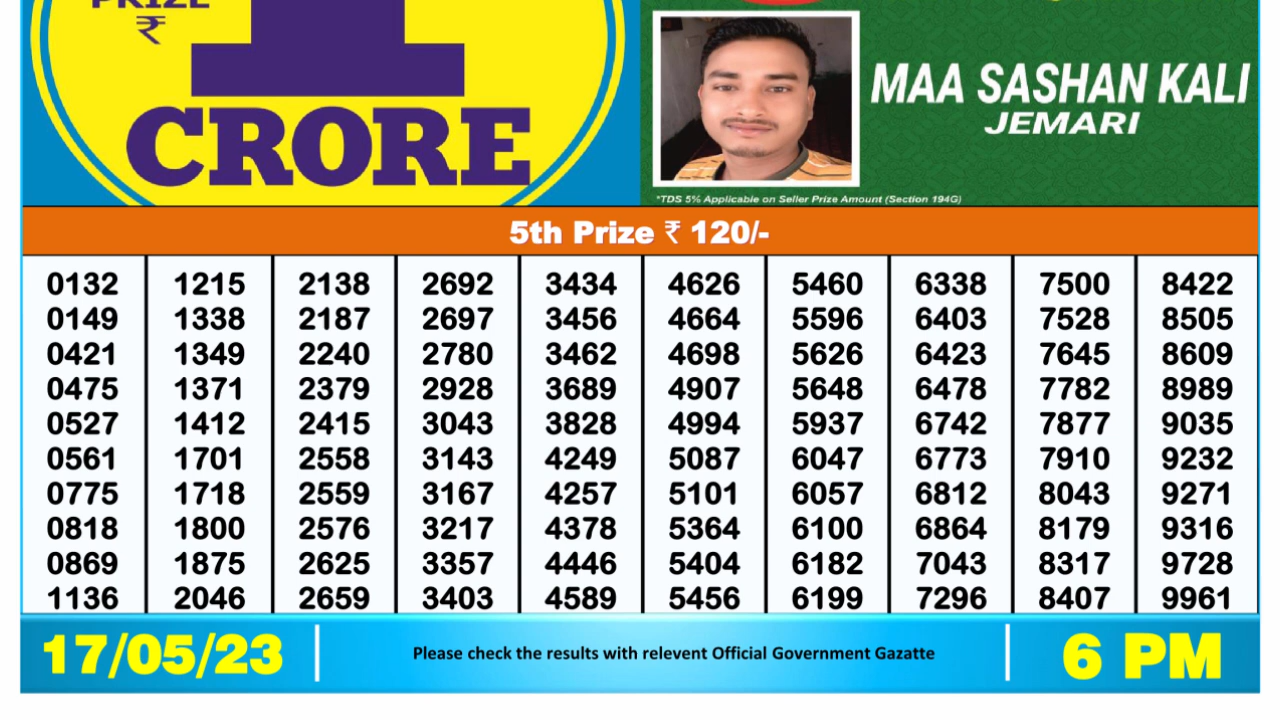 PRIZE
₹
1
CRORE
MAA SASHAN KALI
JEMARI
*TDS 5% Applicable on Seller Prize Amount (Section 194G)
5th Prize ₹ 120/-
0132 1215 2138 2692 3434 4626 5460 6338 7500 8422
0149 1338 2187 2697 3456 4664 5596 6403 7528 8505
0421 1349 2240 2780 3462 4698 5626 6423 7645 8609
0475 1371 2379 2928 3689 4907 5648 6478 7782 8989
0527 1412 2415 3043 3828 4994 5937 6742 7877 9035
0561 1701 2558 3143 4249 5087 6047 6773 7910 9232
0775 1718 2559 3167 4257 5101 6057 6812 8043 9271
0818 1800 2576 3217 4378 5364 6100 6864 8179 9316
0869 1875 2625 3357 4446 5404 6182 7043 8317 9728
1136 2046 2659 3403 4589 5456 6199 7296 8407 9961
17/05/23
Please check the results with relevent Official Government Gazatte
6 PM